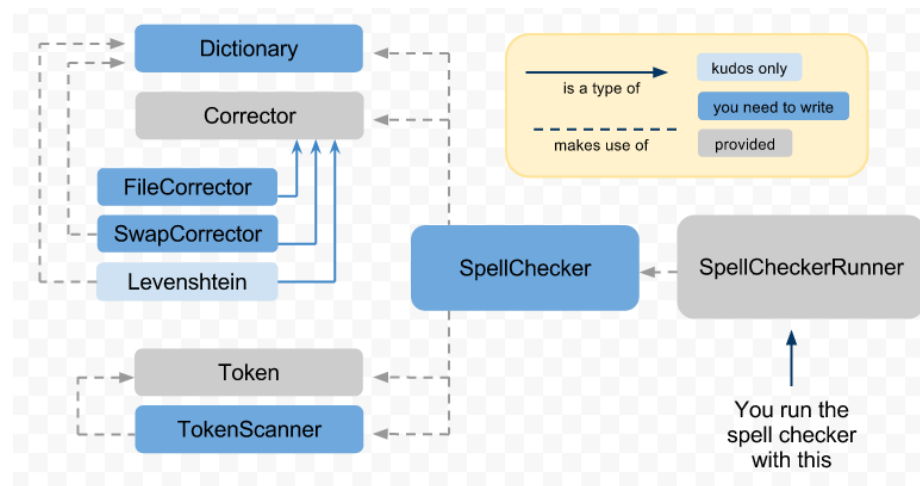 Dictionary
Corrector
FileCorrector
SwapCorrector
Levenshtein
Token
TokenScanner
SpellChecker
SpellCheckerRunner
is a type of
makes use of
kudos only
you need to write
provided
You run the
spell checker
with this